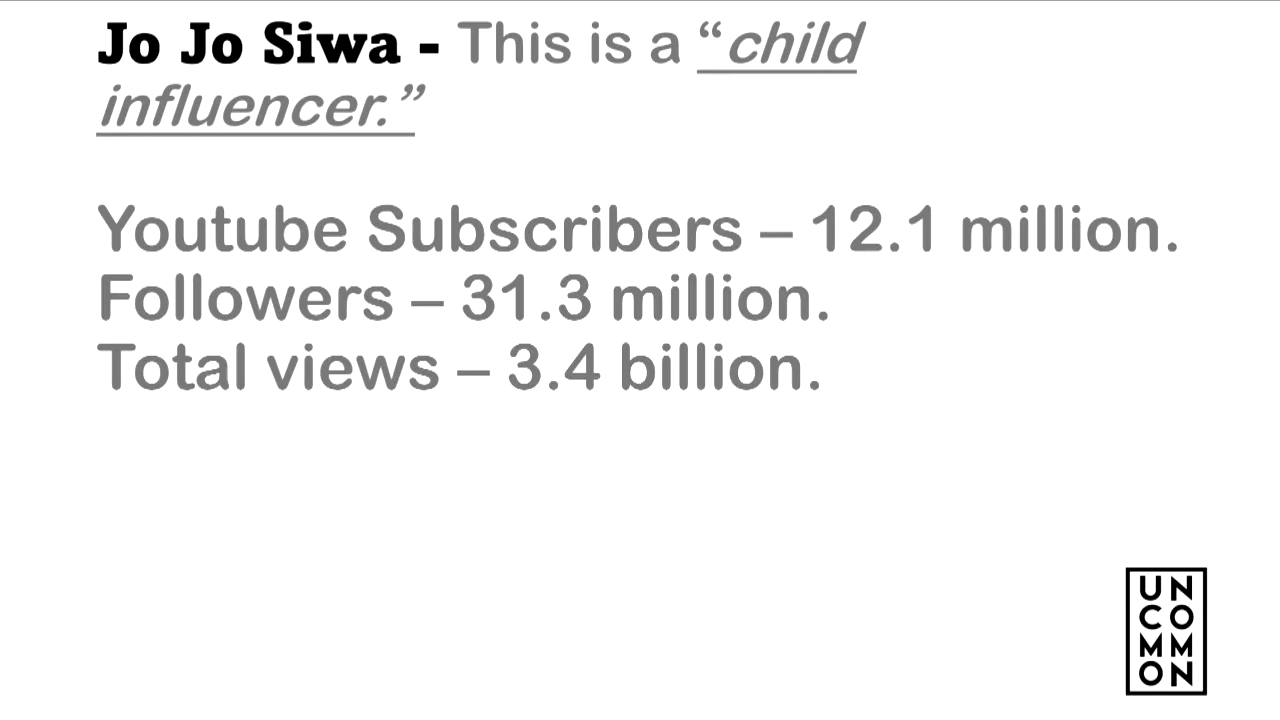 Jo Jo Siwa - This is a “child
influencer.”
Youtube Subscribers – 12.1 million.
Followers – 31.3 million.
Total views – 3.4 billion.
UN
CO
MM
ON